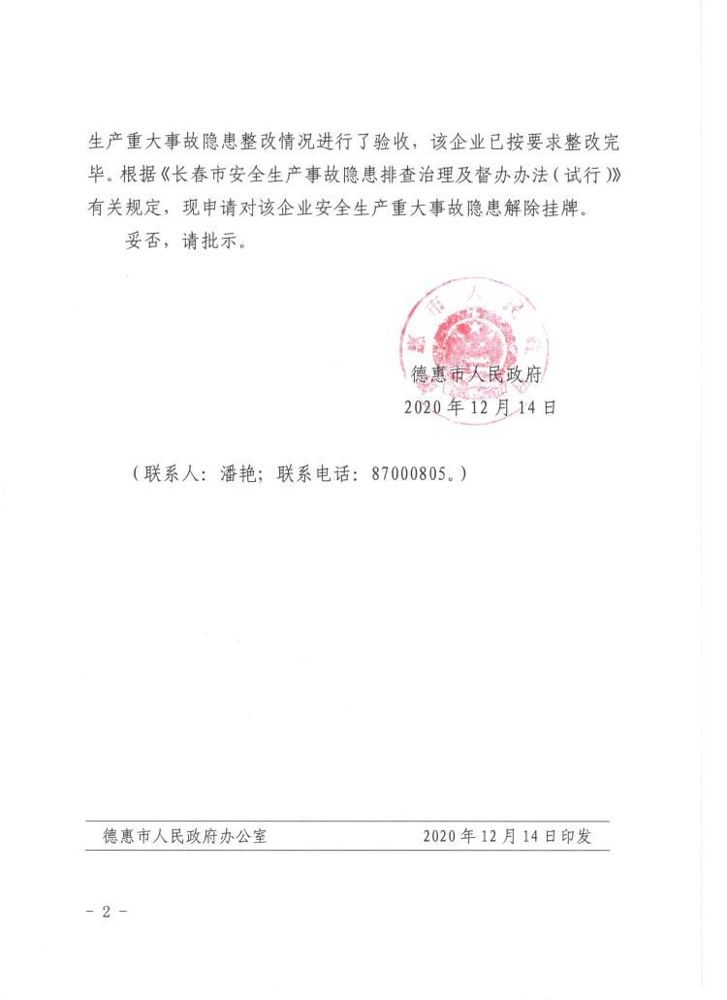 生产重大事故隐患整改情况进行了验收，该企业已按要求整改完
毕。根据《长春市安全生产事故隐患排查治理及督办办法（试行）》
有关规定，现申请对该企业安全生产重大事故隐患解除挂牌。
妥否，请批示。
市人民政
德惠市人民政府
2020年12月14日
（联系人：潘艳；联系电话：87000805。）
德惠市人民政府办公室 2020年12月14日印发
- 2 -